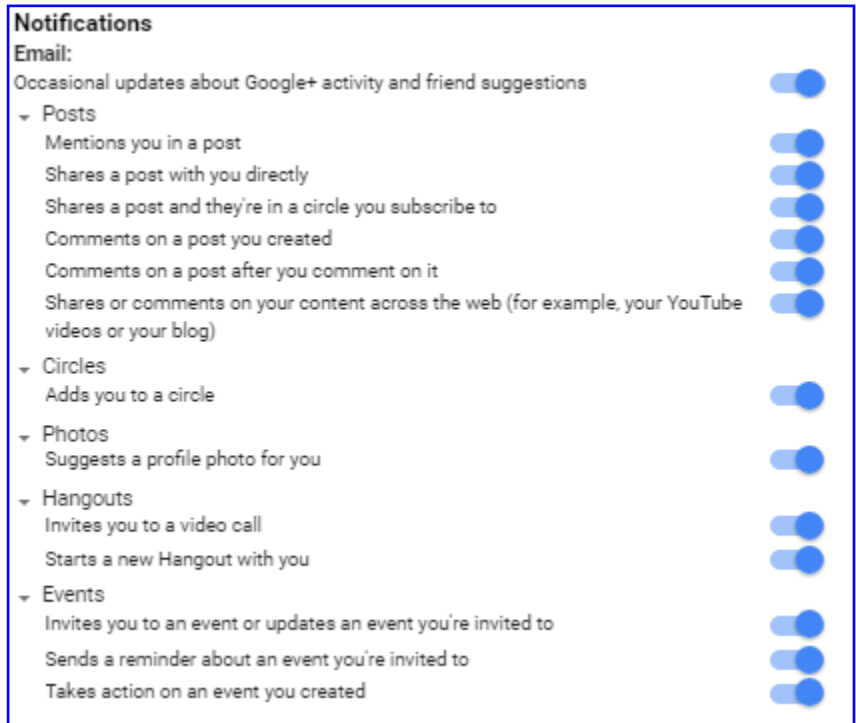 Notifications
Email:
Occasional updates about Google+ activity and friend suggestions
Posts
Mentions you in a post
Shares a post with you directly
Shares a post and they're in a circle you subscribe to
Comments on a post you created
Comments on a post after you comment on it
Shares or comments on your content across the web (for example, your YouTube
videos or your blog)
Circles
Adds you to a circle
Photos
Suggests a profile photo for you
Hangouts
Invites you to a video call
Starts a new Hangout with you
Events
Invites you to an event or updates an event you're invited to
Sends a reminder about an event you're invited to
Takes action on an event you created